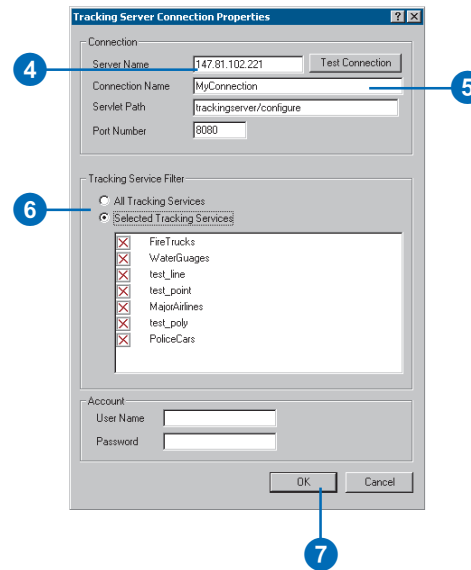 Tracking Server Connection Properties
Connection
4
Server Name 147.81.102.221 Test Connection
Connection Name MyConnection
5
Servlet Path trackingserver/configure
Port Number 8080
Tracking Service Filter
6
All Tracking Services
Selected Tracking Services
FireTrucks
WaterGuages
test_line
test_point
MajorAirlines
test_poly
PoliceCars
Account
User Name
Password
OK Cancel
7